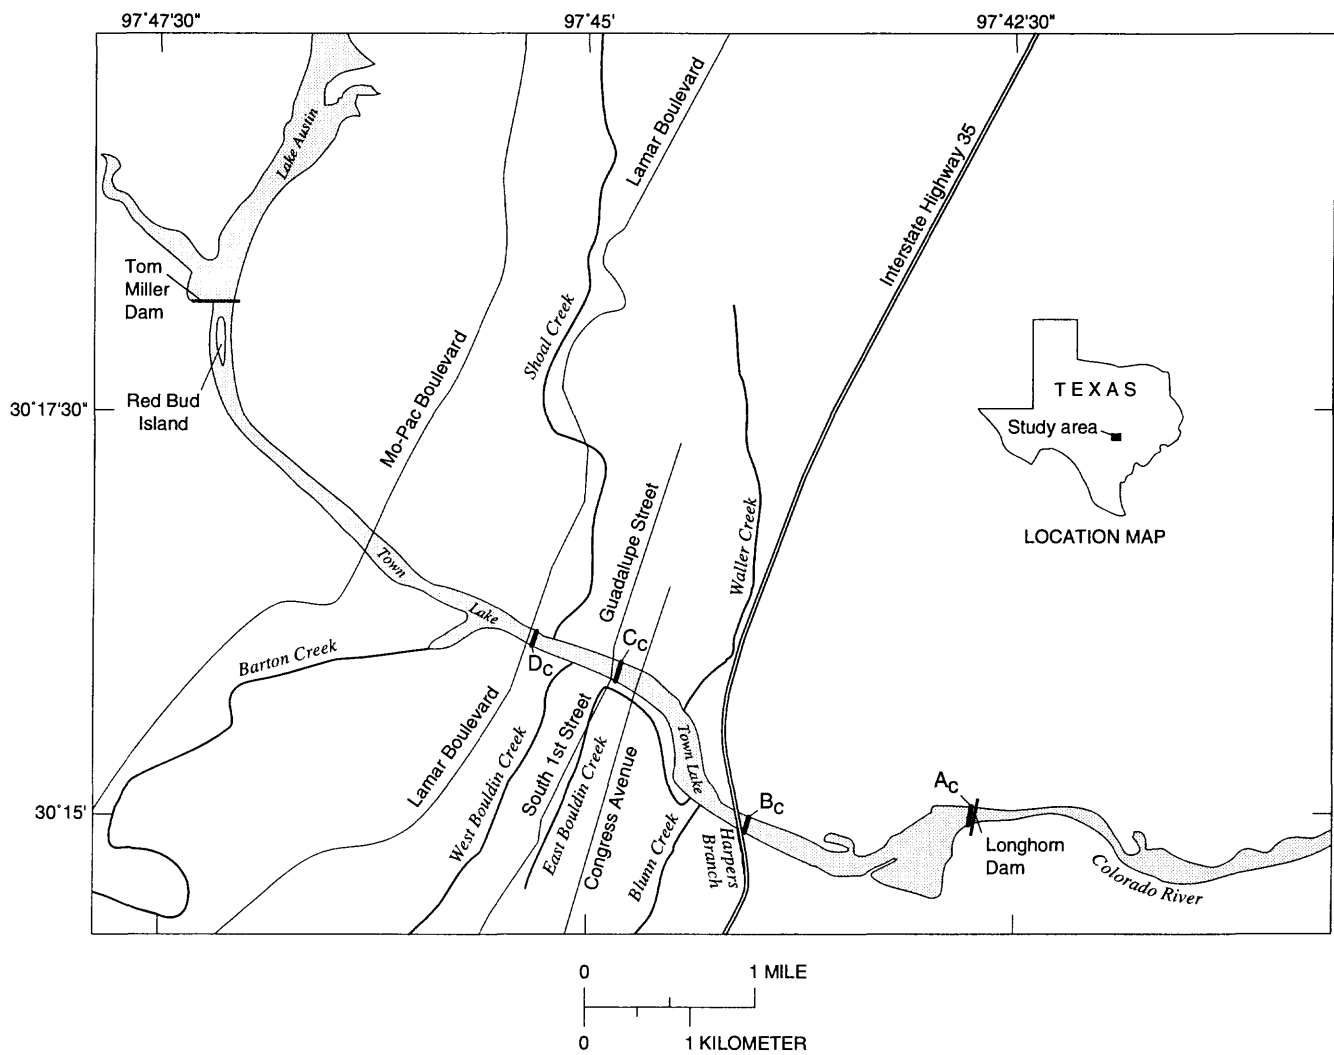 97°47'30"
97°45'
97°42'30"
Lake Austin
Lamar Boulevard
Interstate Highway 35
Tom
Miller
Dam
Shoal Creek
Mo-Pac Boulevard
Red Bud
Island
30°17'30"
TEXAS
Study area
LOCATION MAP
Guadalupe Street
Waller Creek
Town
Lake
Barton Creek
DC
CC
Lamar Boulevard
West Bouldin Creek
South 1st Street
East Bouldin Creek
Congress Avenue
Town Lake
Blunn Creek
Harpers
Branch
BC
AC
Longhorn
Dam
Colorado River
30°15'
0 1 MILE
0 1 KILOMETER